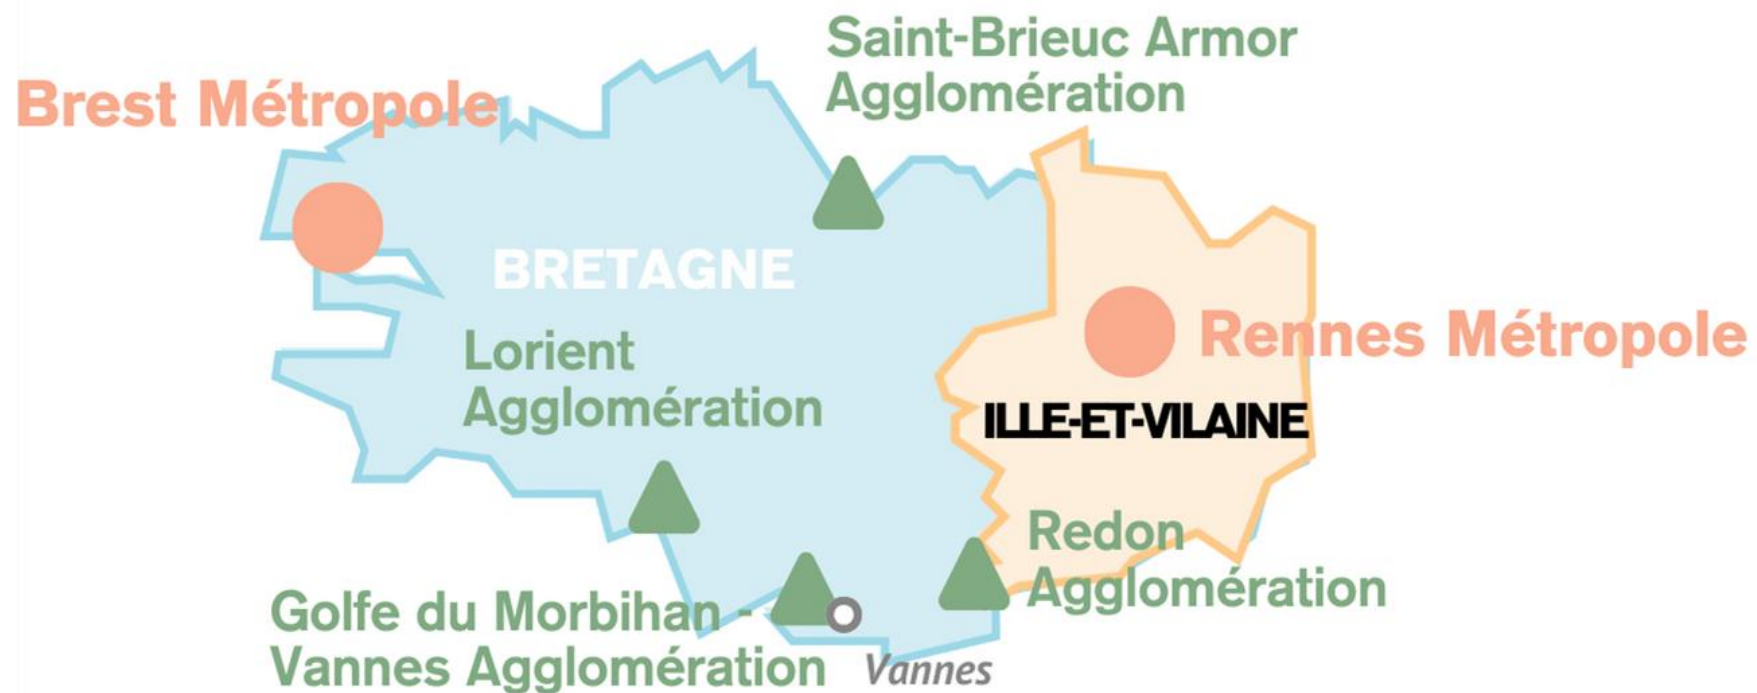 Saint-Brieuc Armor
Agglomération
Brest Métropole
BRETAGNE
Rennes Métropole
Lorient
Agglomération
ILLE-ET-VILAINE
Redon
Agglomération
Golfe du Morbihan -
Vannes Agglomération
Vannes